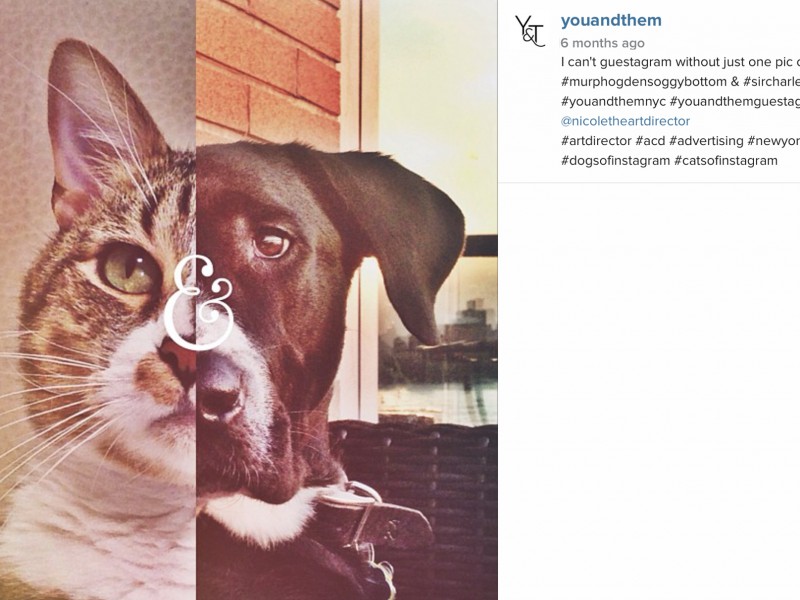 &
Y&T
youandthem
6 months ago
I can't guestagram without just one pic
#murphogdensoggybottom & #sircharle
#youandthemnyc #youandthemguestag
@nicoletheartdirector
#artdirector #acd #advertising #newyor
#dogsofinstagram #catsofinstagram